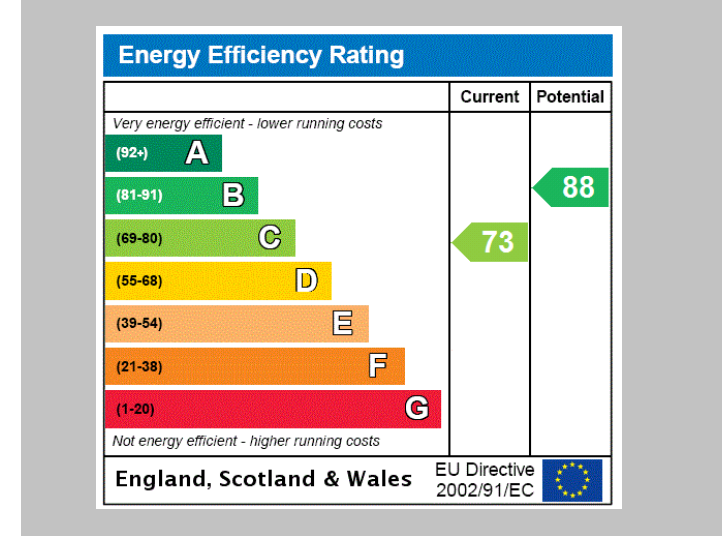 Energy Efficiency Rating
Current Potential
Very energy efficient - lower running costs
(92+) A
(81-91) B
88
(69-80) C
73
(55-68) D
(39-54) E
(21-38) F
(1-20) G
Not energy efficient - higher running costs
England, Scotland & Wales
EU Directive
2002/91/EC